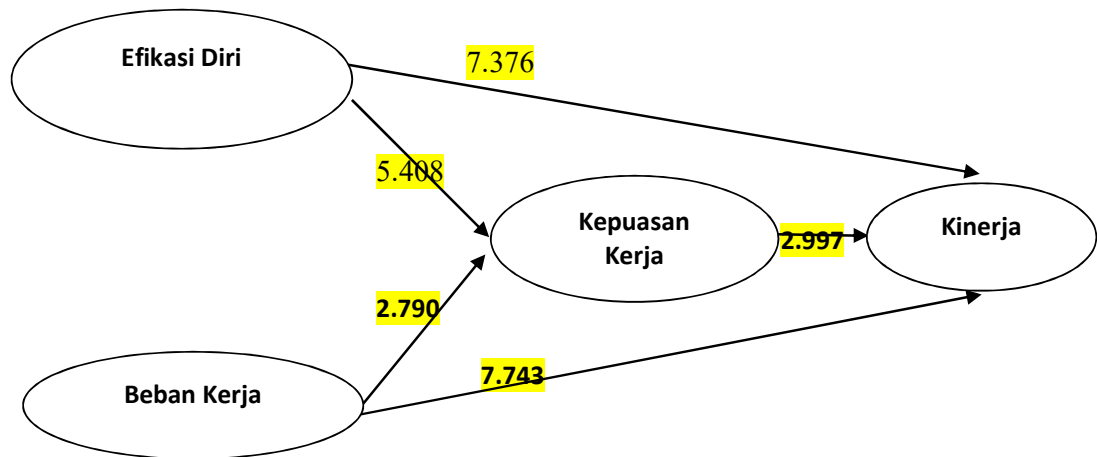 Efikasi Diri
7.376
5.408
Kepuasan
Kerja
2.997
Kinerja
2.790
7.743
Beban Kerja